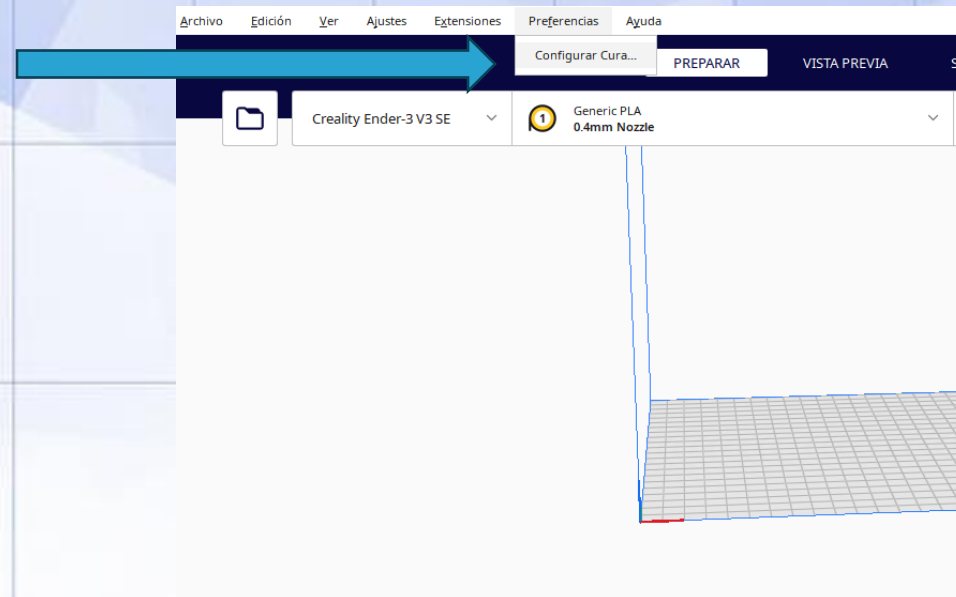 Archivo Edición Ver Ajustes Extensiones Preferencias Ayuda
Configurar Cura...
PREPARAR VISTA PREVIA
Creality Ender-3 V3 SE
1
Generic PLA
0.4mm Nozzle